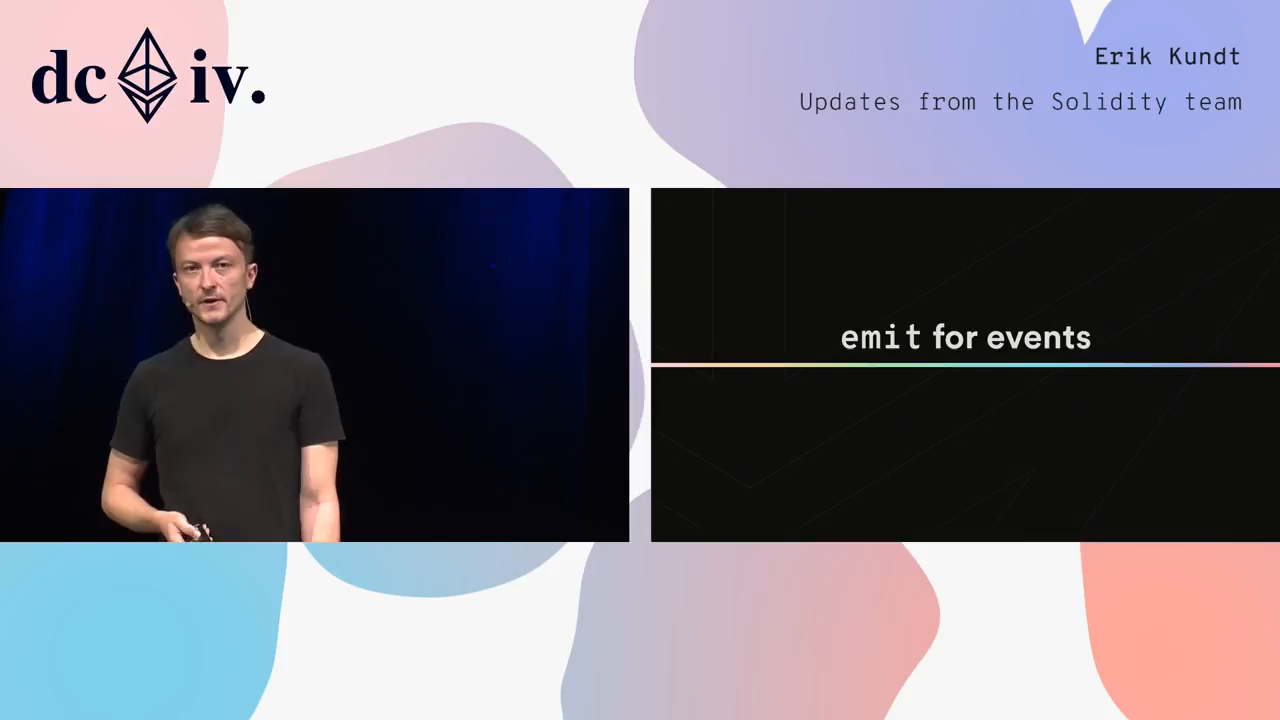 dc iv.
Erik Kundt
Updates from the Solidity team
emit for events